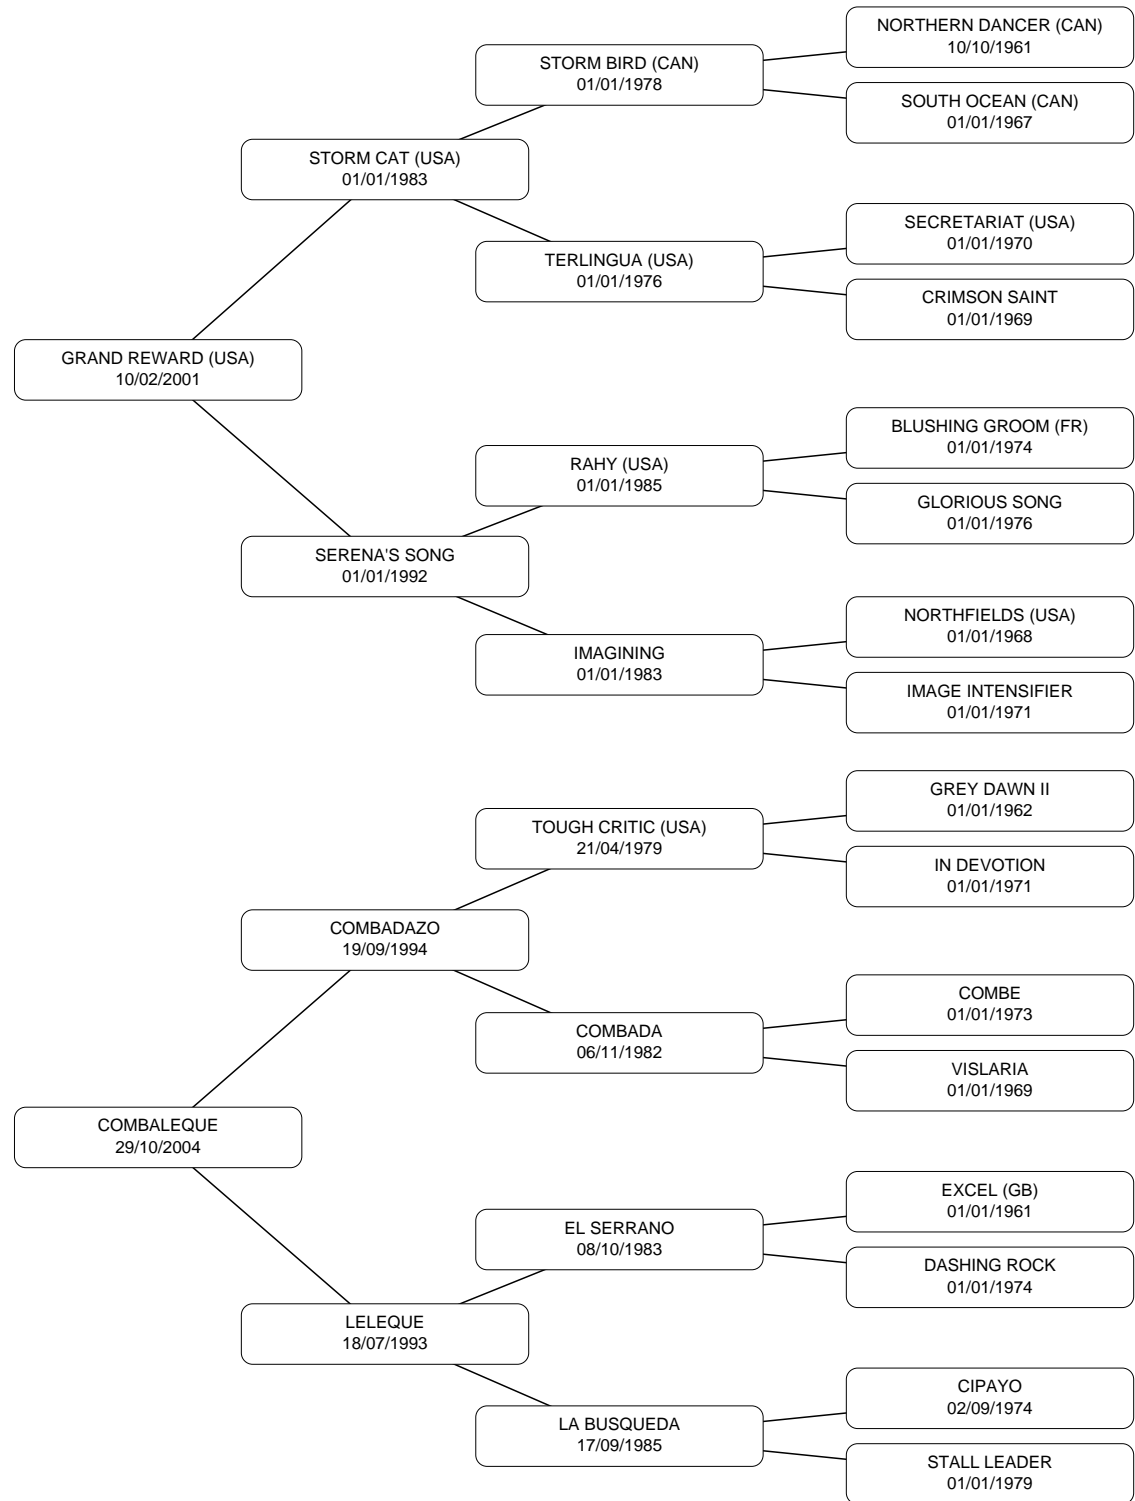 NORTHERN DANCER (CAN)
10/10/1961
STORM BIRD (CAN)
01/01/1978
SOUTH OCEAN (CAN)
01/01/1967
STORM CAT (USA)
01/01/1983
SECRETARIAT (USA)
01/01/1970
TERLINGUA (USA)
01/01/1976
CRIMSON SAINT
01/01/1969
GRAND REWARD (USA)
10/02/2001
BLUSHING GROOM (FR)
01/01/1974
RAHY (USA)
01/01/1985
GLORIOUS SONG
01/01/1976
SERENA'S SONG
01/01/1992
NORTHFIELDS (USA)
01/01/1968
IMAGINING
01/01/1983
IMAGE INTENSIFIER
01/01/1971
GREY DAWN II
01/01/1962
TOUGH CRITIC (USA)
21/04/1979
IN DEVOTION
01/01/1971
COMBADAZO
19/09/1994
COMBE
01/01/1973
COMBADA
06/11/1982
VISLARIA
01/01/1969
COMBALEQUE
29/10/2004
EXCEL (GB)
01/01/1961
EL SERRANO
08/10/1983
DASHING ROCK
01/01/1974
LELEQUE
18/07/1993
CIPAYO
02/09/1974
LA BUSQUEDA
17/09/1985
STALL LEADER
01/01/1979